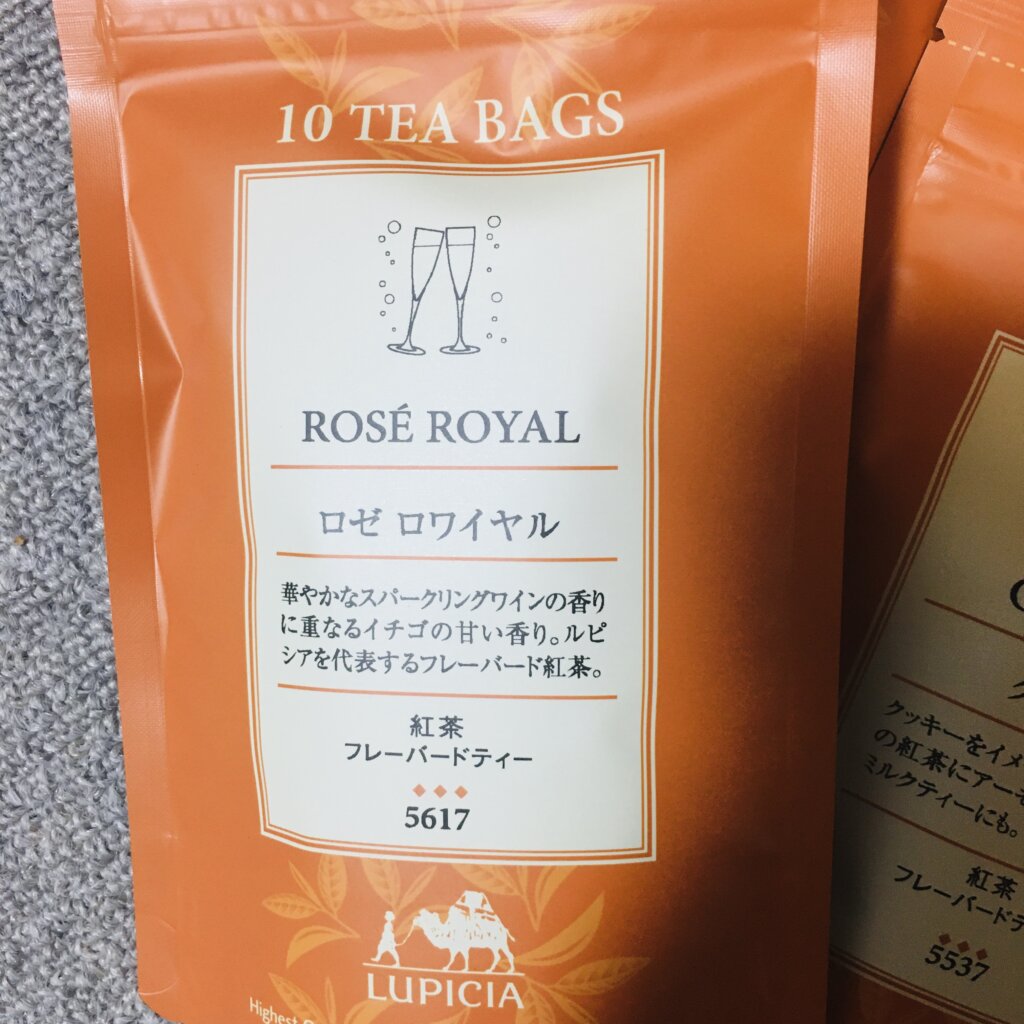 10 TEA BAGS
ROSÉ ROYAL
ロゼ ロワイヤル
華やかなスパークリングワインの香り
に重なるイチゴの甘い香り。ルピ
シアを代表するフレーバード紅茶。
紅茶
フレーバードティー
5617
LUPICIA
Highest
クッキーをイメ
の紅茶にアーモ
ミルクティーにも。
紅茶
フレーバードテ
5537